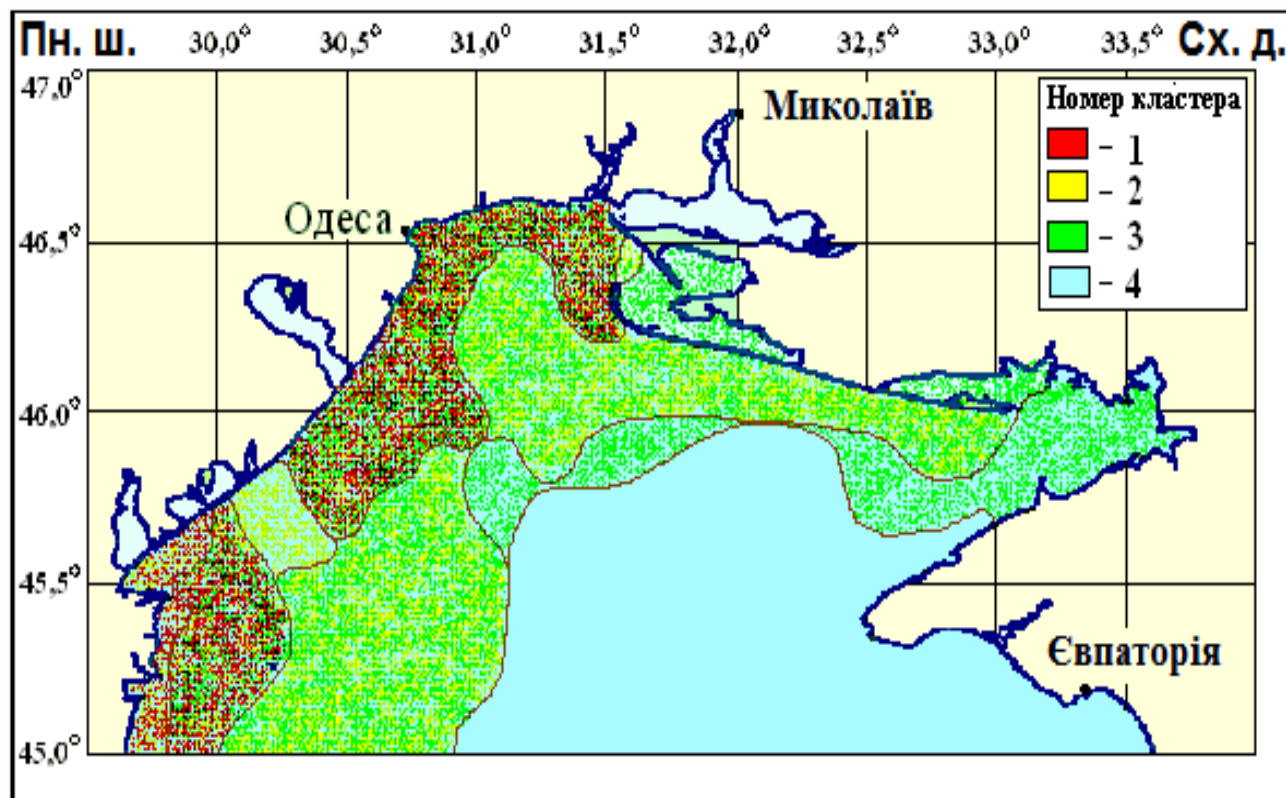 Пн. ш. 30,0° 30,5° 31,0° 31,5° 32,0° 32,5° 33,0° 33,5° Сх. д.
47,0°
Номер кластера
Миколаїв
- 1
- 2
Одеса
46,5°
- 3
- 4
46,0°
45,5°
Євпаторія
45,0°